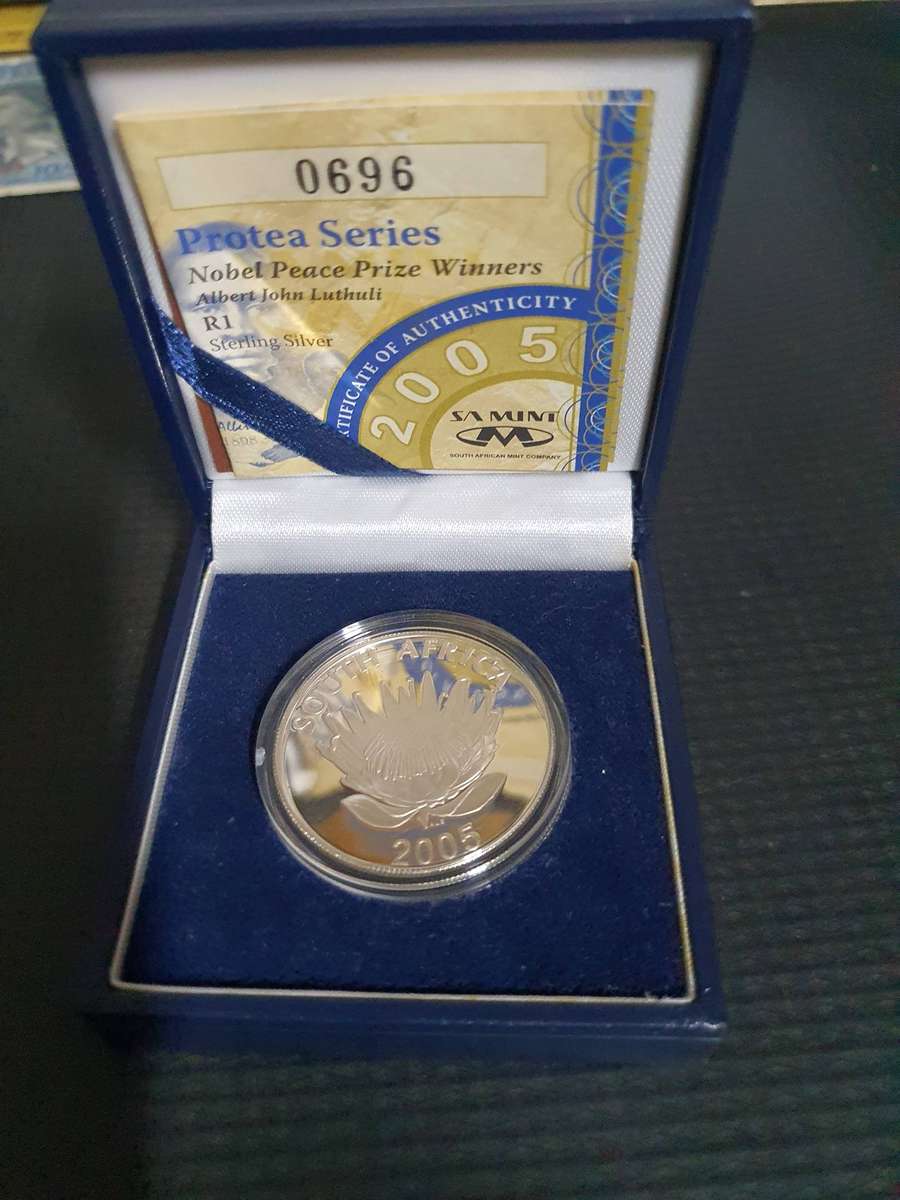 0696
Protea Series
Nobel Peace Prize Winners
Albert John Luthuli
R1
Sterling Silver
TIFICATE OF AUTHENTICITY
2005
SA MINT
SOUTH AFRICAN MINT COMPANY
SOUTH AFRICA
2005